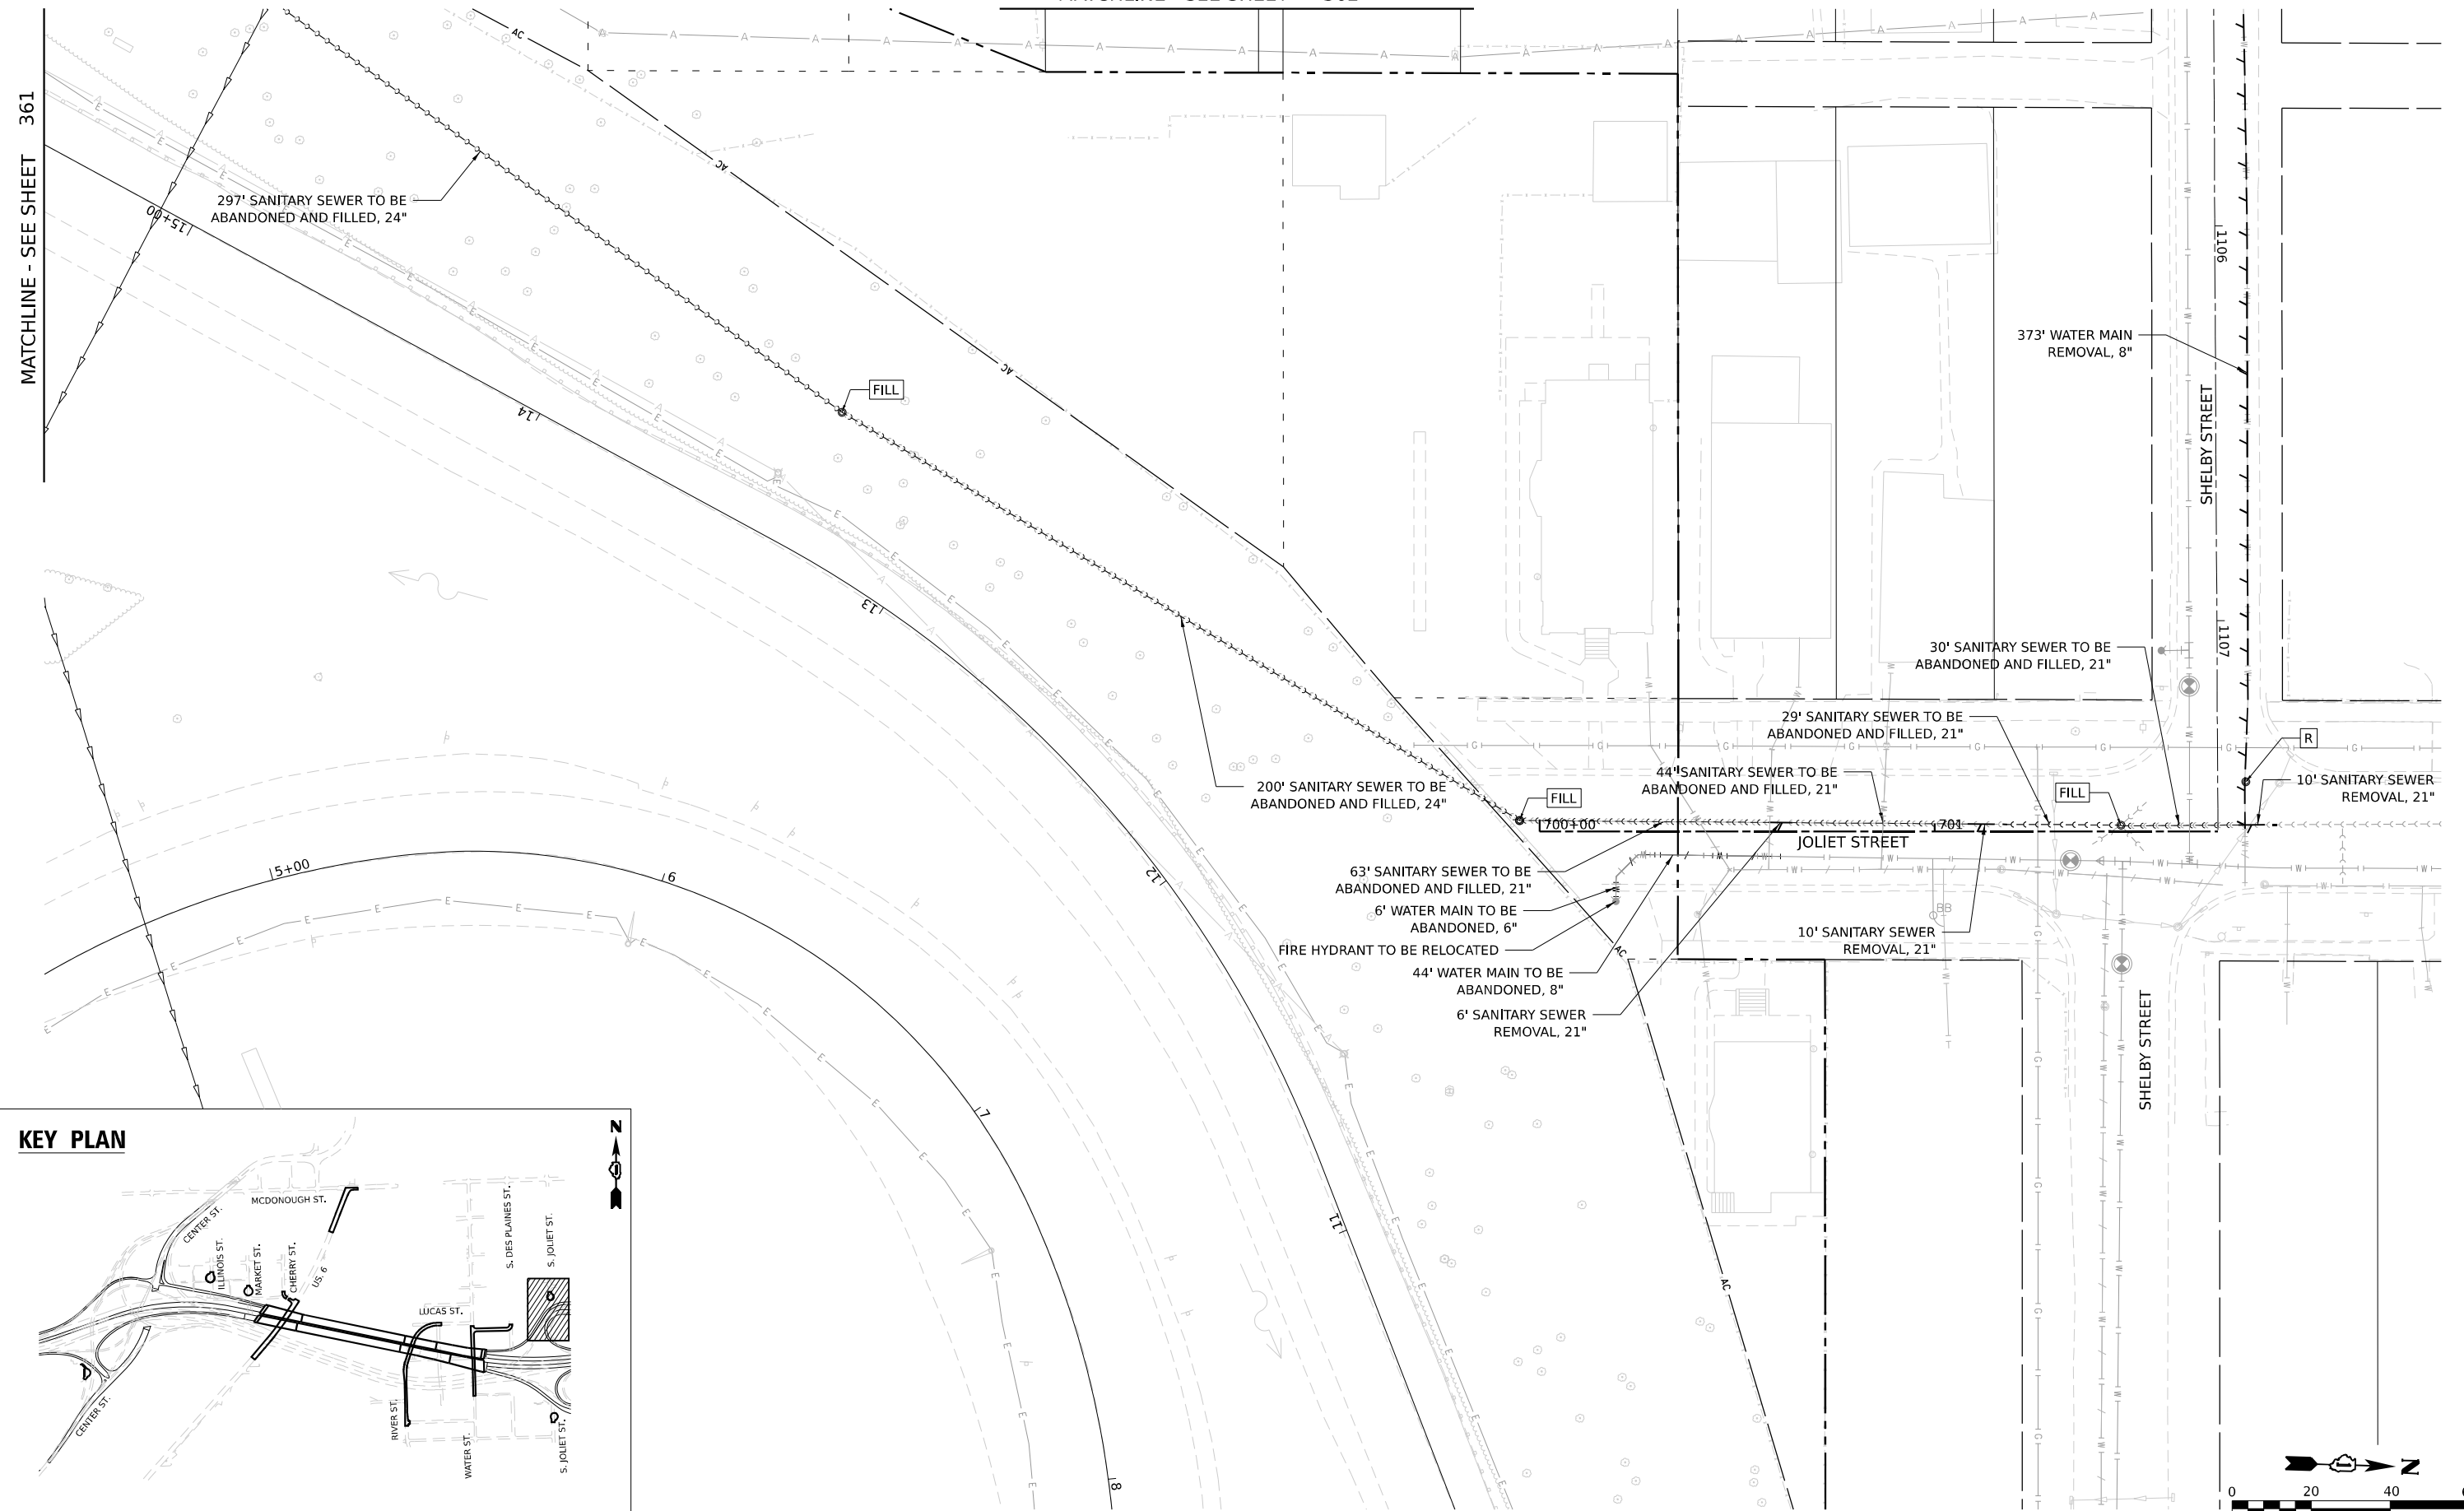 MATCHLINE - SEE SHEET 361
297' SANITARY SEWER TO BE
ABANDONED AND FILLED, 24"
15+00
14
13
12
11
FILL
AC
AC
AC
AC
AC
373' WATER MAIN
REMOVAL, 8"
1106
SHELBY STREET
1107
30' SANITARY SEWER TO BE
ABANDONED AND FILLED, 21"
29' SANITARY SEWER TO BE
ABANDONED AND FILLED, 21"
R
44' SANITARY SEWER TO BE
ABANDONED AND FILLED, 21"
10' SANITARY SEWER
REMOVAL, 21"
200' SANITARY SEWER TO BE
ABANDONED AND FILLED, 24"
FILL
FILL
700+00
701
JOLIET STREET
63' SANITARY SEWER TO BE
ABANDONED AND FILLED, 21"
6' WATER MAIN TO BE
ABANDONED, 6"
FIRE HYDRANT TO BE RELOCATED
44' WATER MAIN TO BE
ABANDONED, 8"
6' SANITARY SEWER
REMOVAL, 21"
10' SANITARY SEWER
REMOVAL, 21"
BB
SHELBY STREET
5+00
6
7
8
KEY PLAN
N
MCDONOUGH ST.
CENTER ST.
ILLINOIS ST.
MARKET ST.
CHERRY ST.
US. 6
S. DES PLAINES ST.
S. JOLIET ST.
LUCAS ST.
CENTER ST.
RIVER ST.
WATER ST.
S. JOLIET ST.
N
0 20 40